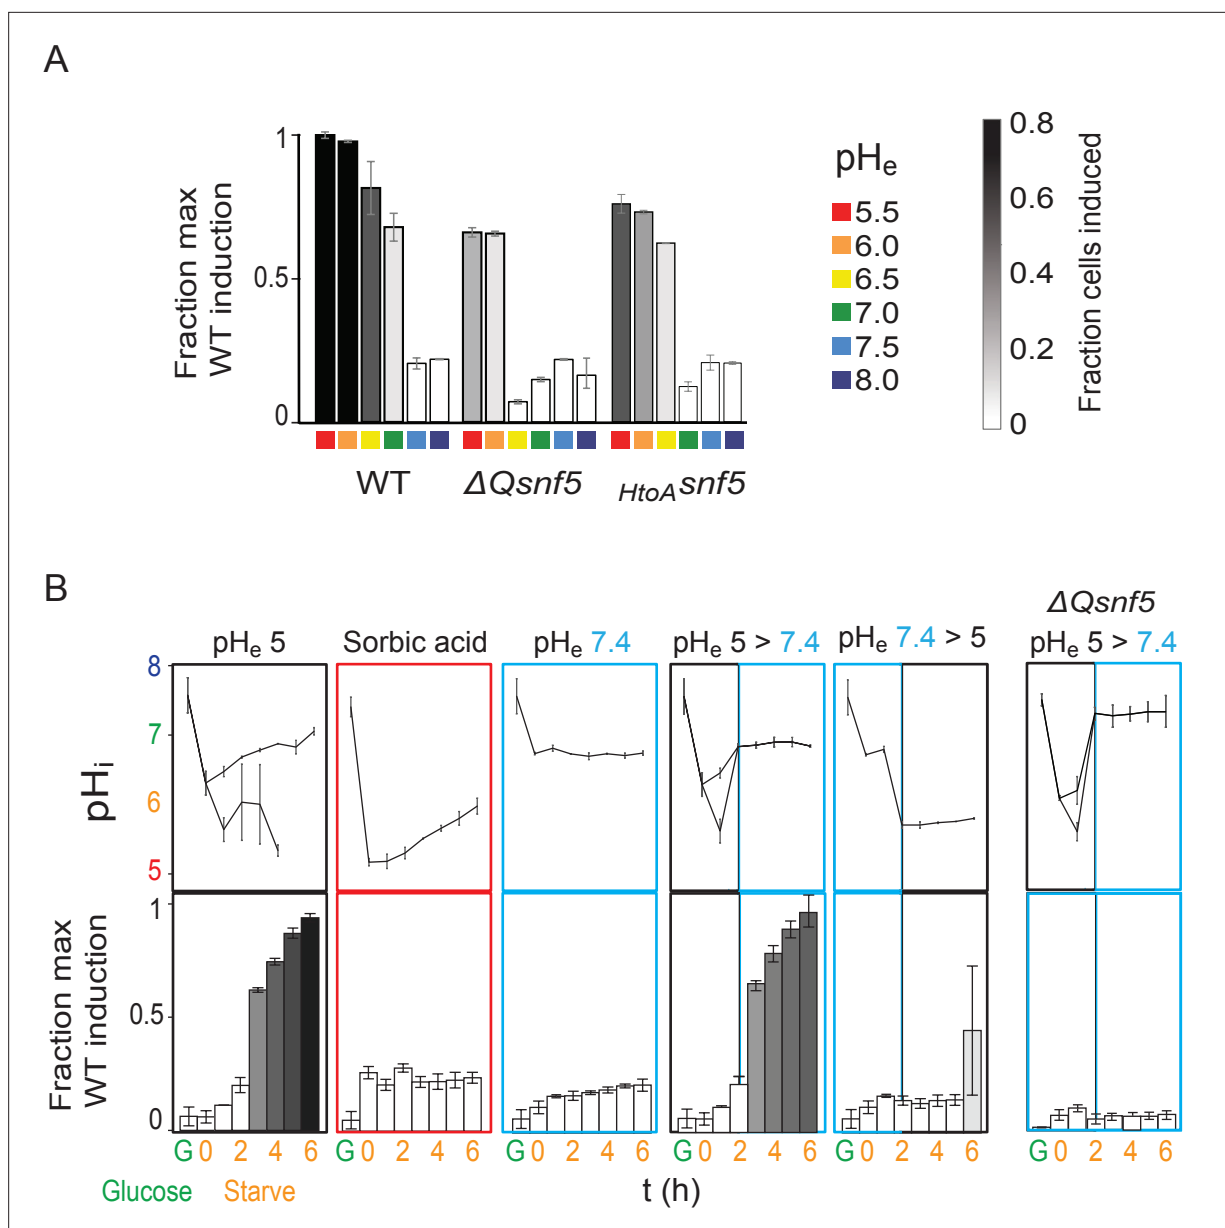 A
Fraction max
WT induction
1
0.5
0
WT
ΔQsnf5
HtoAsnf5
pHe
5.5
6.0
6.5
7.0
7.5
8.0
0.8
0.6
0.4
0.2
0
Fraction cells induced
B
ΔQsnf5
pHe 5
Sorbic acid
pHe 7.4
pHe 5 > 7.4
pHe 7.4 > 5
pHe 5 > 7.4
pHi
8
7
6
5
Fraction max
WT induction
1
0.5
0
G 0 2 4 6
G 0 2 4 6
G 0 2 4 6
G 0 2 4 6
G 0 2 4 6
G 0 2 4 6
Glucose
Starve
t (h)